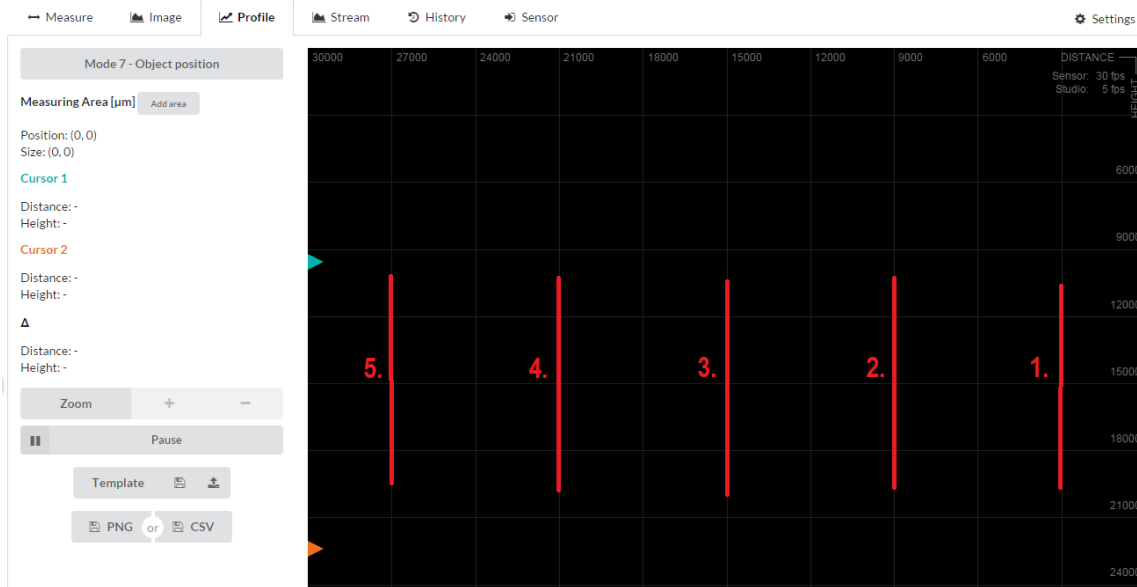 Measure Image Profile Stream History Sensor Settings
Mode 7 - Object position
Measuring Area [µm] Add area
Position: (0, 0)
Size: (0, 0)
Cursor 1
Distance: -
Height: -
Cursor 2
Distance: -
Height: -
Δ
Distance: -
Height: -
Zoom + −
Pause
Template
PNG or CSV
30000 27000 24000 21000 18000 15000 12000 9000 6000 DISTANCE
Sensor: 30 fps
Studio: 5 fps
HEIGHT
6000
9000
12000
5. 4. 3. 2. 1.
15000
18000
21000
24000